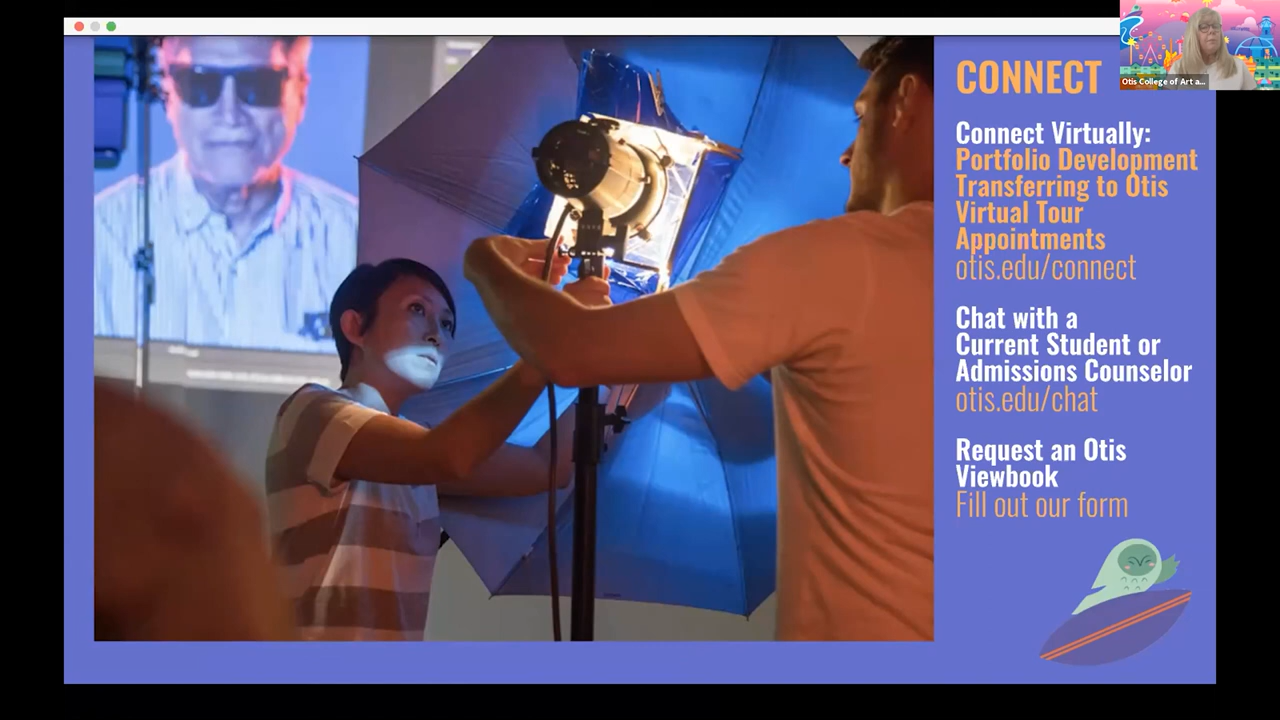 CONNECT
Otis College of Art a...
Connect Virtually:
Portfolio Development
Transferring to Otis
Virtual Tour
Appointments
otis.edu/connect
Chat with a
Current Student or
Admissions Counselor
otis.edu/chat
Request an Otis
Viewbook
Fill out our form